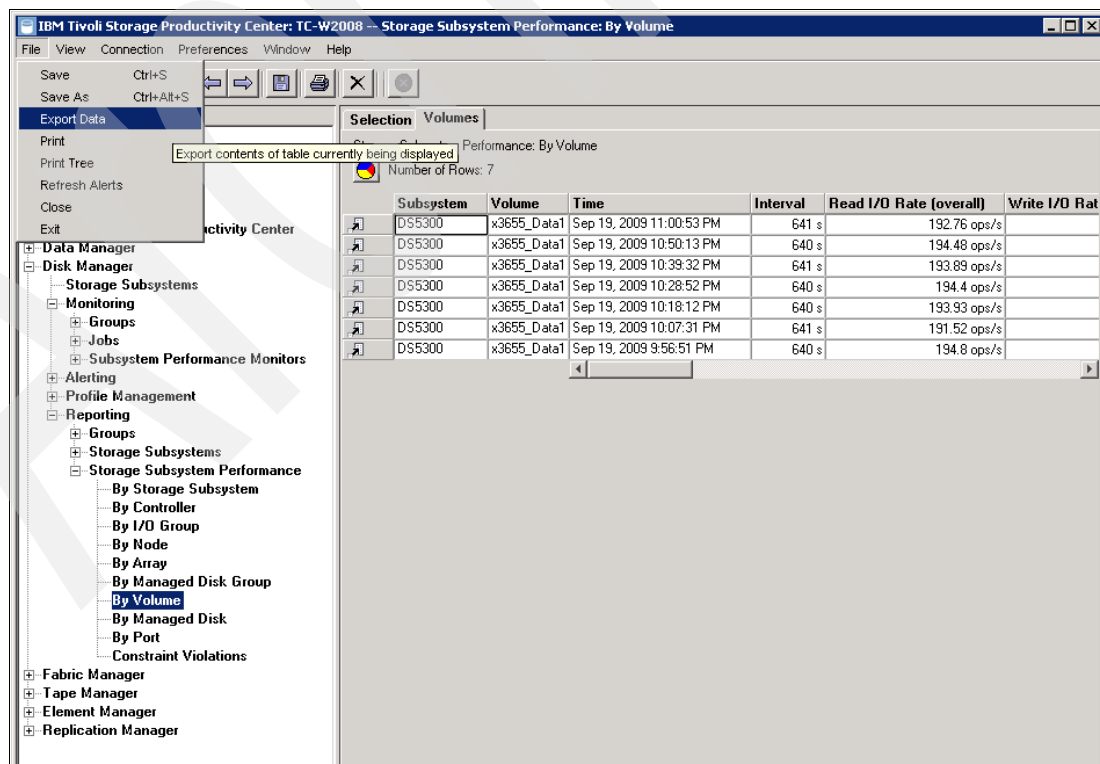 IBM Tivoli Storage Productivity Center: TC-W2008 -- Storage Subsystem Performance: By Volume
File View Connection Preferences Window Help
Save Ctrl+S
Save As Ctrl+Alt+S
Export Data
Print
Print Tree
Refresh Alerts
Close
Exit
Export contents of table currently being displayed
uctivity Center
Data Manager
Disk Manager
Storage Subsystems
Monitoring
Groups
Jobs
Subsystem Performance Monitors
Alerting
Profile Management
Reporting
Groups
Storage Subsystems
Storage Subsystem Performance
By Storage Subsystem
By Controller
By I/O Group
By Node
By Array
By Managed Disk Group
By Volume
By Managed Disk
By Port
Constraint Violations
Fabric Manager
Tape Manager
Element Manager
Replication Manager
Selection Volumes
Performance: By Volume
Number of Rows: 7
Subsystem Volume Time Interval Read I/O Rate (overall) Write I/O Rat
DS5300 x3655_Data1 Sep 19, 2009 11:00:53 PM 641 s 192.76 ops/s
DS5300 x3655_Data1 Sep 19, 2009 10:50:13 PM 640 s 194.48 ops/s
DS5300 x3655_Data1 Sep 19, 2009 10:39:32 PM 641 s 193.89 ops/s
DS5300 x3655_Data1 Sep 19, 2009 10:28:52 PM 640 s 194.4 ops/s
DS5300 x3655_Data1 Sep 19, 2009 10:18:12 PM 640 s 193.93 ops/s
DS5300 x3655_Data1 Sep 19, 2009 10:07:31 PM 641 s 191.52 ops/s
DS5300 x3655_Data1 Sep 19, 2009 9:56:51 PM 640 s 194.8 ops/s